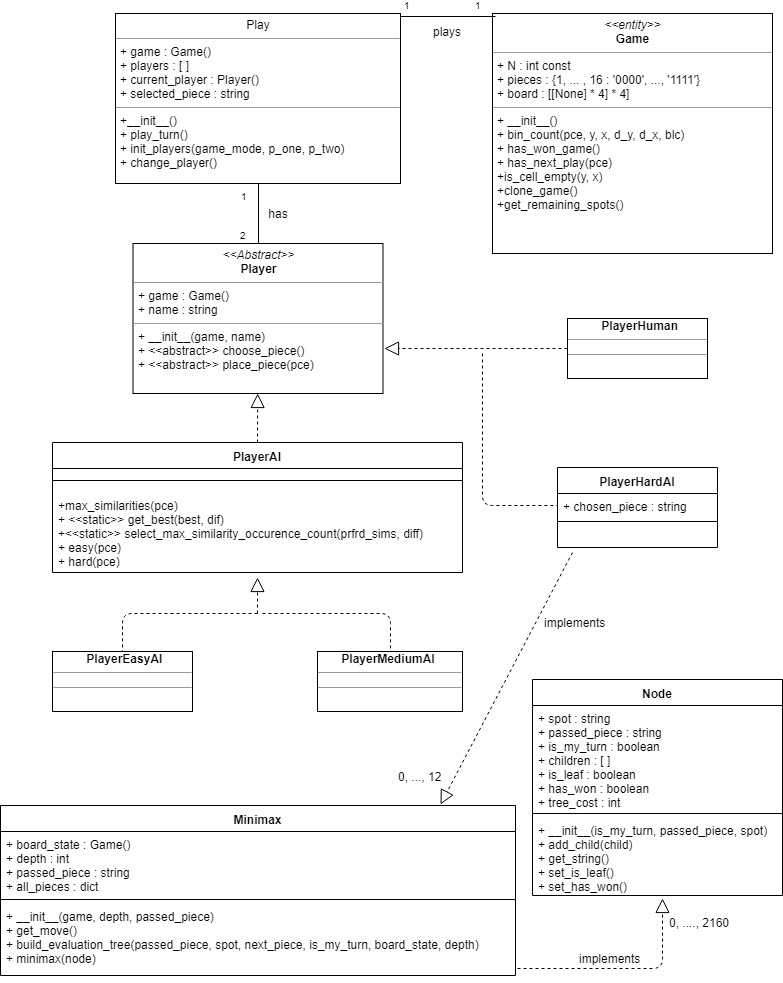 Play
+ game : Game()
+ players : [ ]
+ current_player : Player()
+ selected_piece : string
+__init__()
+ play_turn()
+ init_players(game_mode, p_one, p_two)
+ change_player()
1
1
plays
<<entity>>
Game
+ N : int const
+ pieces : {1, ... , 16 : '0000', ..., '1111'}
+ board : [[None] * 4] * 4]
+ __init__()
+ bin_count(pce, y, x, d_y, d_x, blc)
+ has_won_game()
+ has_next_play(pce)
+is_cell_empty(y, x)
+clone_game()
+get_remaining_spots()
1
has
2
<<Abstract>>
Player
+ game : Game()
+ name : string
+ __init__(game, name)
+ <<abstract>> choose_piece()
+ <<abstract>> place_piece(pce)
PlayerHuman
PlayerAI
+max_similarities(pce)
+ <<static>> get_best(best, dif)
+<<static>> select_max_similarity_occurence_count(prfrd_sims, diff)
+ easy(pce)
+ hard(pce)
PlayerHardAI
+ chosen_piece : string
PlayerEasyAI
PlayerMediumAI
implements
0, ..., 12
Node
+ spot : string
+ passed_piece : string
+ is_my_turn : boolean
+ children : [ ]
+ is_leaf : boolean
+ has_won : boolean
+ tree_cost : int
+ __init__(is_my_turn, passed_piece, spot)
+ add_child(child)
+ get_string()
+ set_is_leaf()
+ set_has_won()
Minimax
+ board_state : Game()
+ depth : int
+ passed_piece : string
+ all_pieces : dict
+ __init__(game, depth, passed_piece)
+ get_move()
+ build_evaluation_tree(passed_piece, spot, next_piece, is_my_turn, board_state, depth)
+ minimax(node)
0, ...., 2160
implements